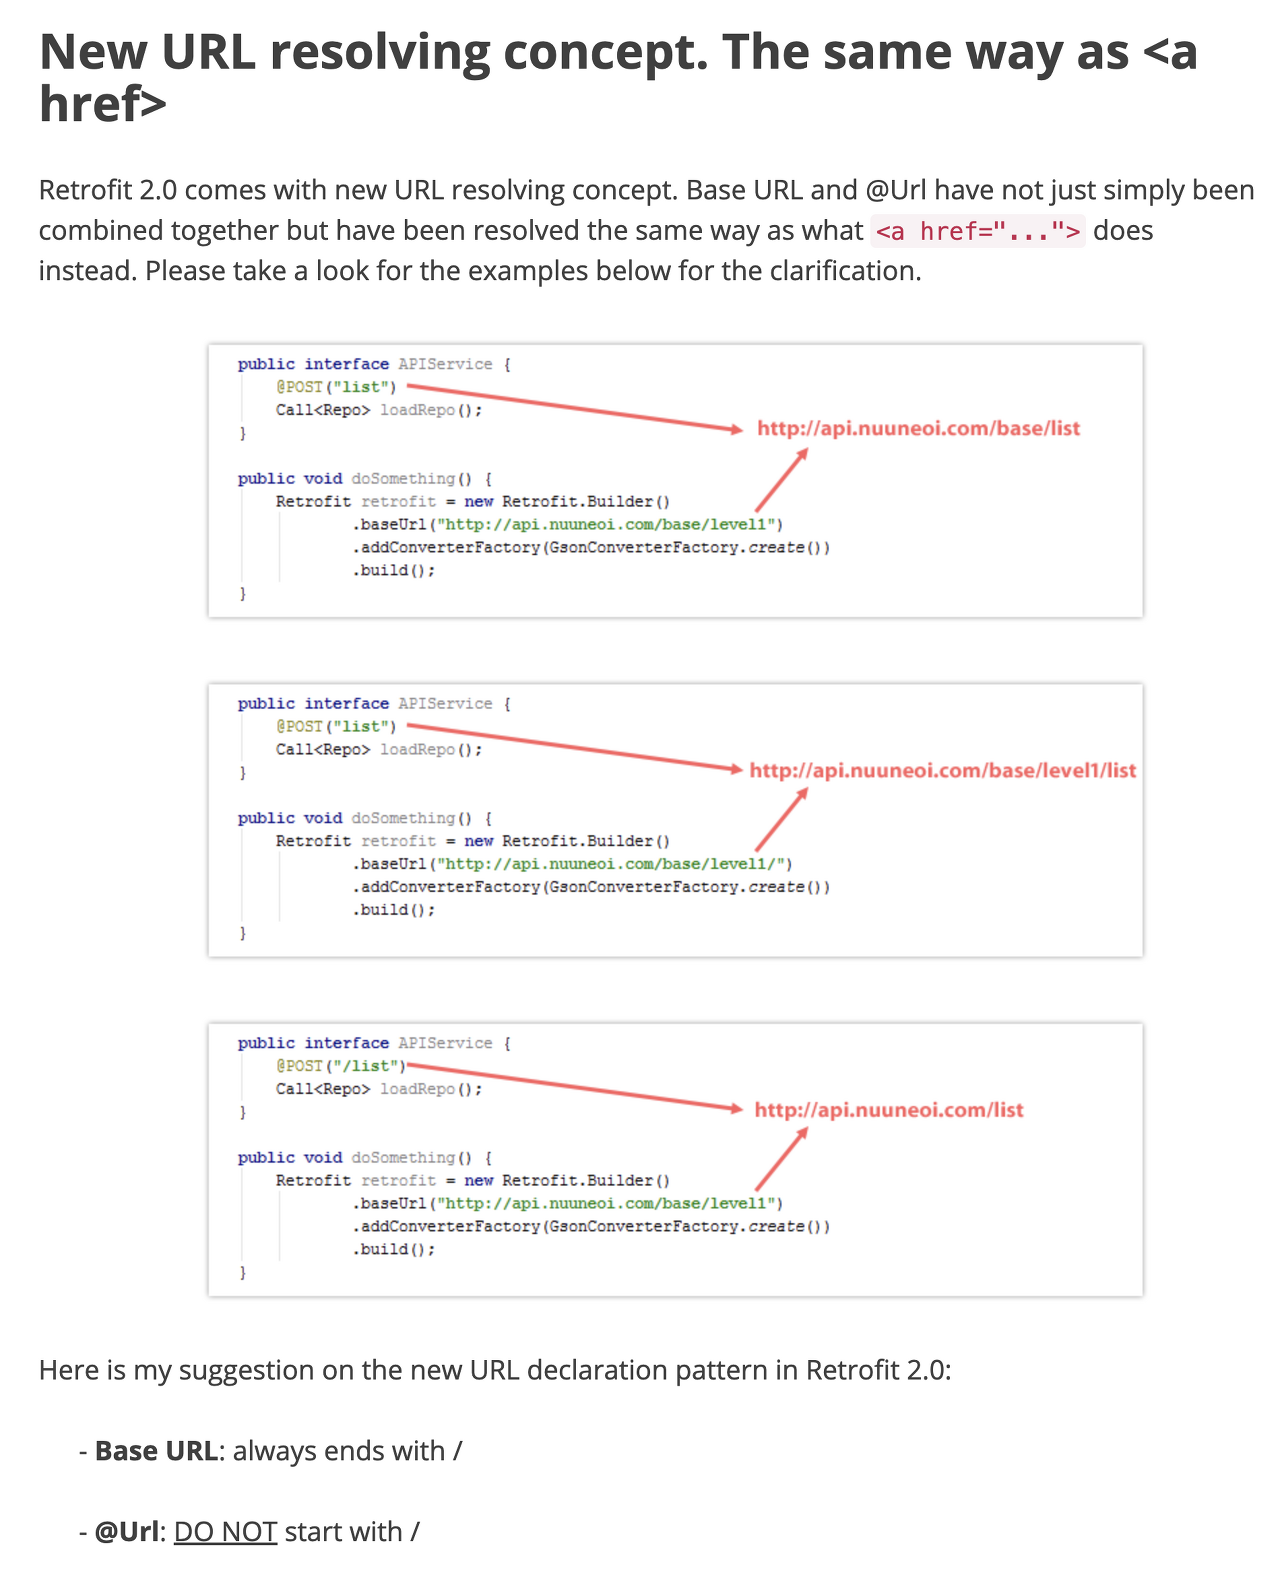 New URL resolving concept. The same way as <a
href>
Retrofit 2.0 comes with new URL resolving concept. Base URL and @Url have not just simply been
combined together but have been resolved the same way as what <a href="..."> does
instead. Please take a look for the examples below for the clarification.
public interface APIService {
@POST("list")
Call<Repo> loadRepo();
}
http://api.nuuneoi.com/base/list
public void doSomething() {
Retrofit retrofit = new Retrofit.Builder()
.baseUrl("http://api.nuuneoi.com/base/level1")
.addConverterFactory(GsonConverterFactory.create())
.build();
}
public interface APIService {
@POST("list")
Call<Repo> loadRepo();
}
http://api.nuuneoi.com/base/level1/list
public void doSomething() {
Retrofit retrofit = new Retrofit.Builder()
.baseUrl("http://api.nuuneoi.com/base/level1/")
.addConverterFactory(GsonConverterFactory.create())
.build();
}
public interface APIService {
@POST("/list")
Call<Repo> loadRepo();
}
http://api.nuuneoi.com/list
public void doSomething() {
Retrofit retrofit = new Retrofit.Builder()
.baseUrl("http://api.nuuneoi.com/base/level1")
.addConverterFactory(GsonConverterFactory.create())
.build();
}
Here is my suggestion on the new URL declaration pattern in Retrofit 2.0:
- Base URL: always ends with /
- @Url: DO NOT start with /